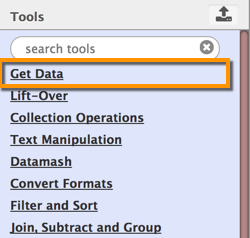 Tools
search tools
Get Data
Lift-Over
Collection Operations
Text Manipulation
Datamash
Convert Formats
Filter and Sort
Join, Subtract and Group